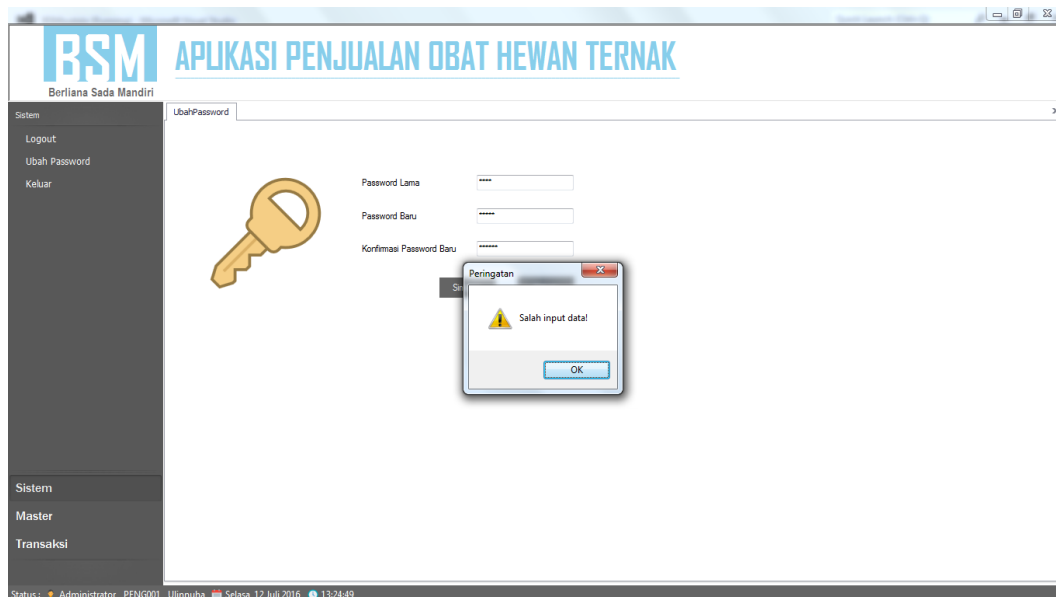 BSM
Berliana Sada Mandiri
APLIKASI PENJUALAN OBAT HEWAN TERNAK
Sistem
Logout
Ubah Password
Keluar
UbahPassword
Password Lama
****
Password Baru
*****
Konfirmasi Password Baru
******
Peringatan
Salah input data!
OK
Sistem
Master
Transaksi
Status : Administrator PENG001 Ulinnuha Selasa, 12 Juli 2016 13:24:49